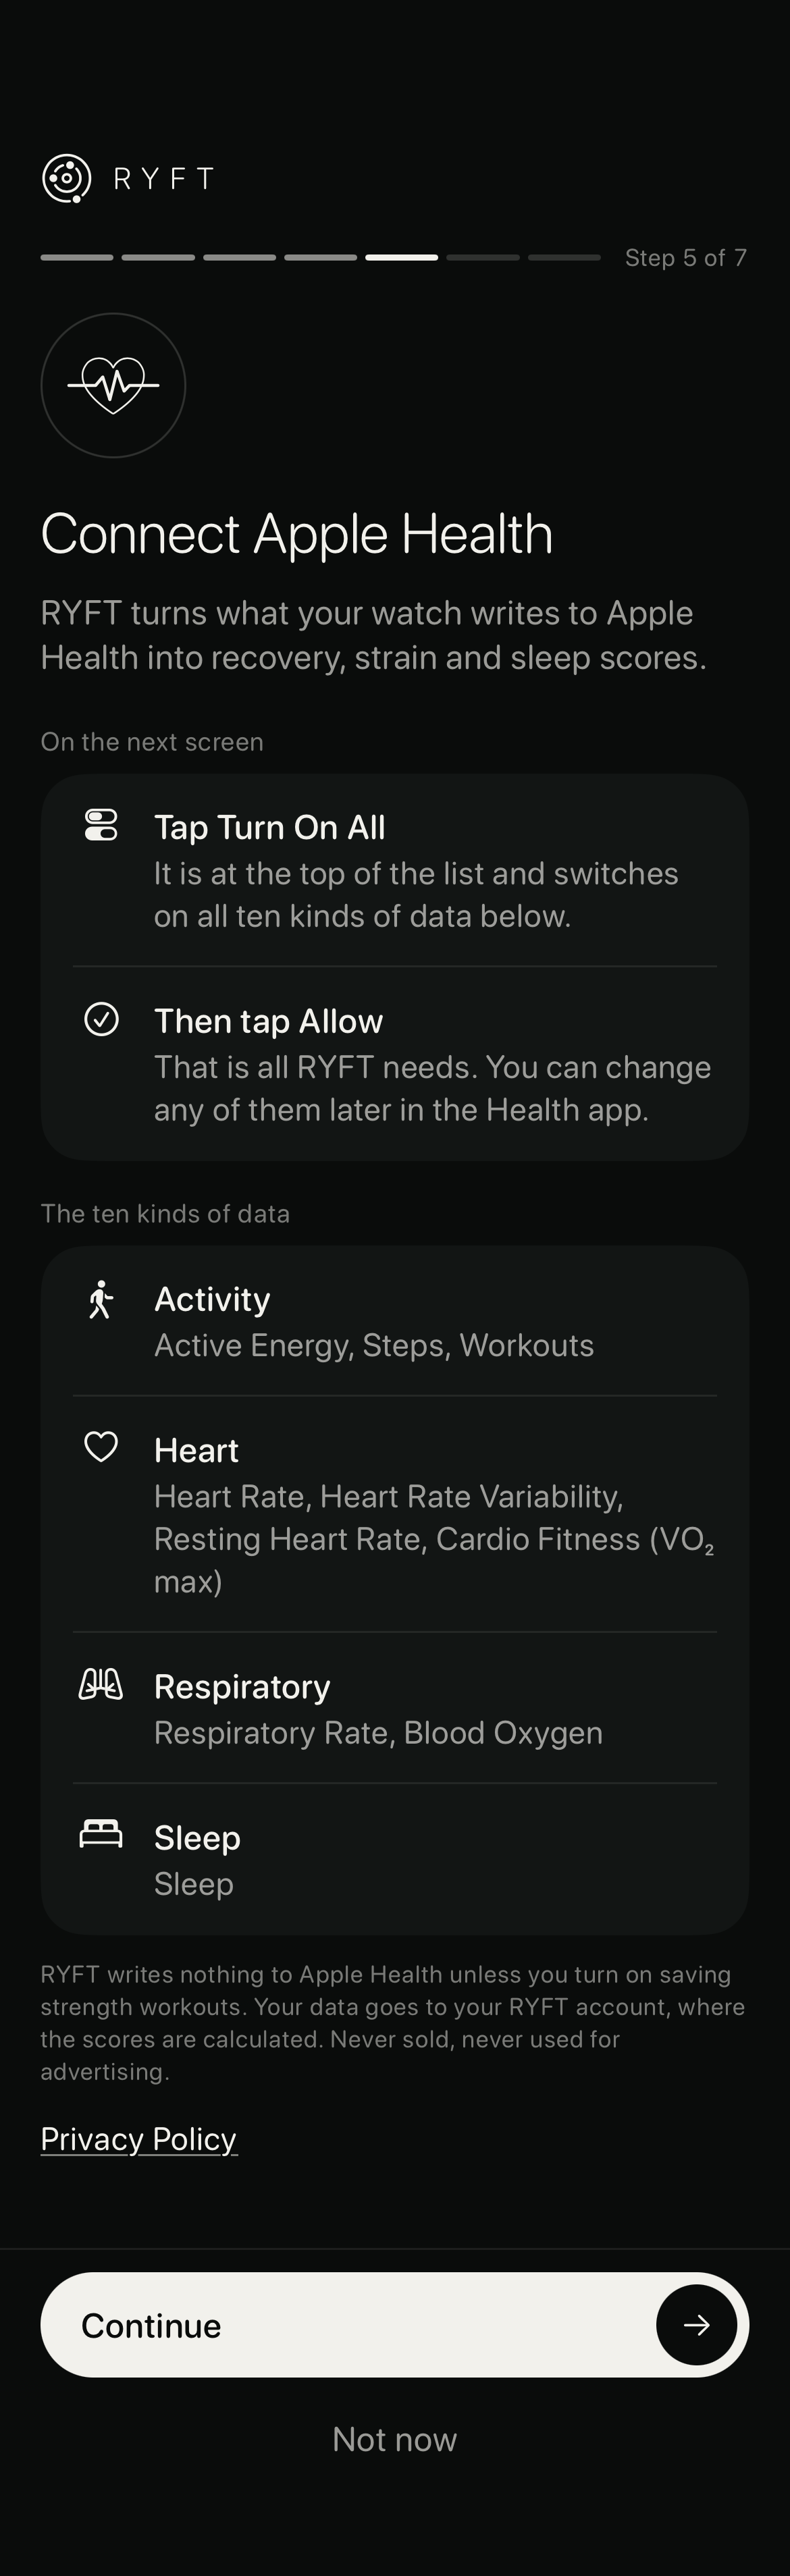 RYFT
Step 5 of 7
Connect Apple Health
RYFT turns what your watch writes to Apple
Health into recovery, strain and sleep scores.
On the next screen
Tap Turn On All
It is at the top of the list and switches
on all ten kinds of data below.
Then tap Allow
That is all RYFT needs. You can change
any of them later in the Health app.
The ten kinds of data
Activity
Active Energy, Steps, Workouts
Heart
Heart Rate, Heart Rate Variability,
Resting Heart Rate, Cardio Fitness (VO₂
max)
Respiratory
Respiratory Rate, Blood Oxygen
Sleep
Sleep
RYFT writes nothing to Apple Health unless you turn on saving
strength workouts. Your data goes to your RYFT account, where
the scores are calculated. Never sold, never used for
advertising.
Privacy Policy
Continue
Not now